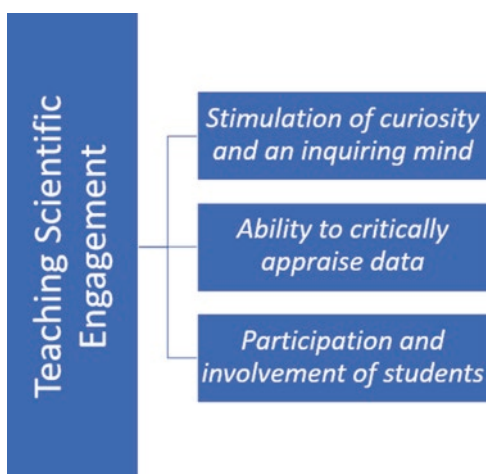 Teaching Scientific
Engagement
Stimulation of curiosity
and an inquiring mind
Ability to critically
appraise data
Participation and
involvement of students